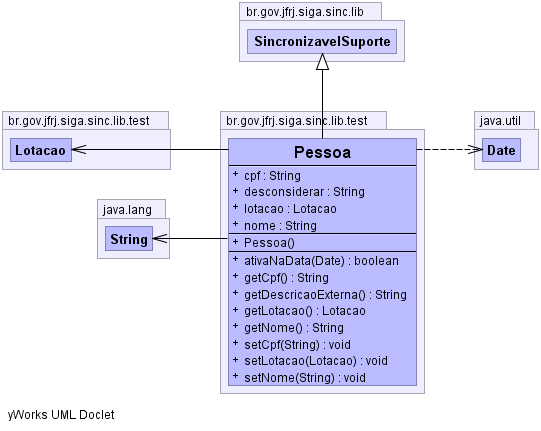 br.gov.jfrj.siga.sinc.lib
SincronizavelSuporte
br.gov.jfrj.siga.sinc.lib.test
Lotacao
br.gov.jfrj.siga.sinc.lib.test
Pessoa
+ cpf : String
+ desconsiderar : String
+ lotacao : Lotacao
+ nome : String
+ Pessoa()
+ ativaNaData(Date) : boolean
+ getCpf() : String
+ getDescricaoExterna() : String
+ getLotacao() : Lotacao
+ getNome() : String
+ setCpf(String) : void
+ setLotacao(Lotacao) : void
+ setNome(String) : void
java.util
Date
java.lang
String
yWorks UML Doclet